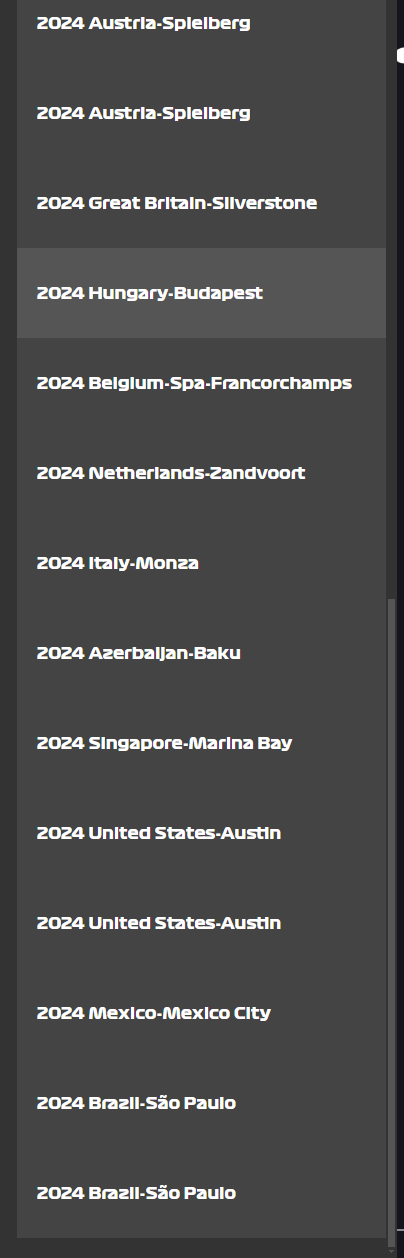 2024 Austria-Spielberg
2024 Austria-Spielberg
2024 Great Britain-Silverstone
2024 Hungary-Budapest
2024 Belgium-Spa-Francorchamps
2024 Netherlands-Zandvoort
2024 Italy-Monza
2024 Azerbaijan-Baku
2024 Singapore-Marina Bay
2024 United States-Austin
2024 United States-Austin
2024 Mexico-Mexico City
2024 Brazil-São Paulo
2024 Brazil-São Paulo